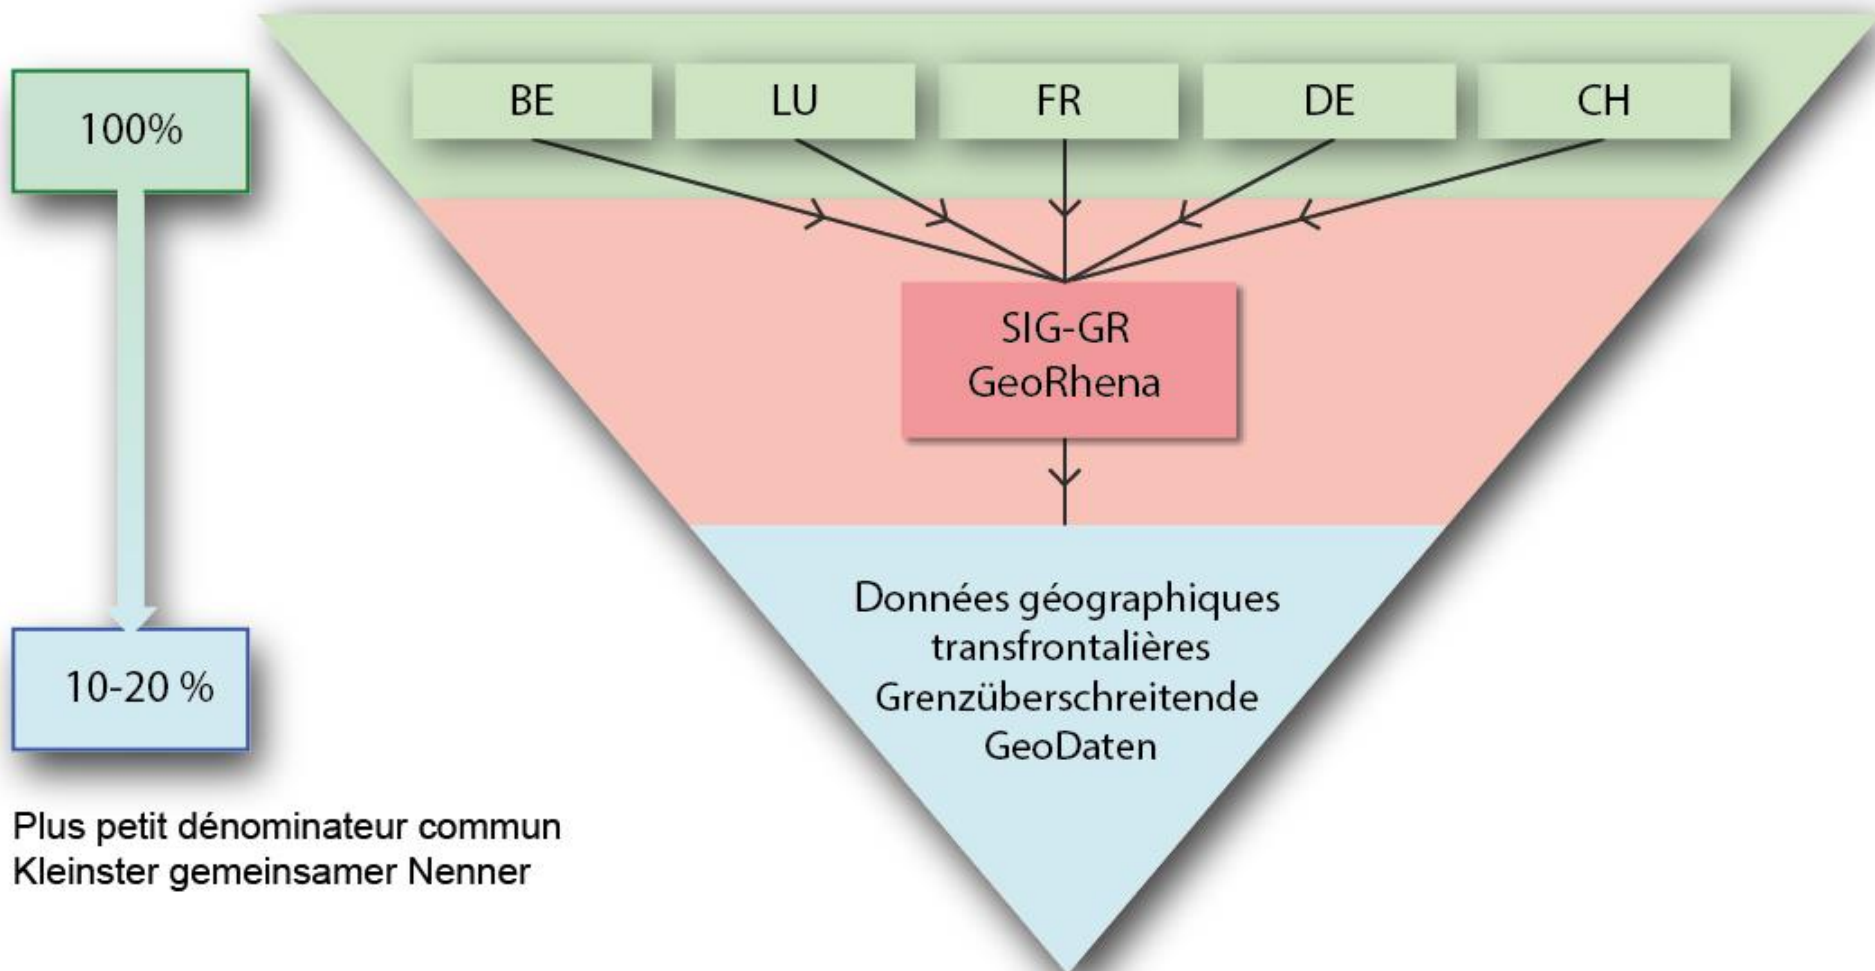 BE
LU
FR
DE
CH
100%
SIG-GR
GeoRhena
Données géographiques
transfrontalières
Grenzüberschreitende
GeoDaten
10-20 %
Plus petit dénominateur commun
Kleinster gemeinsamer Nenner